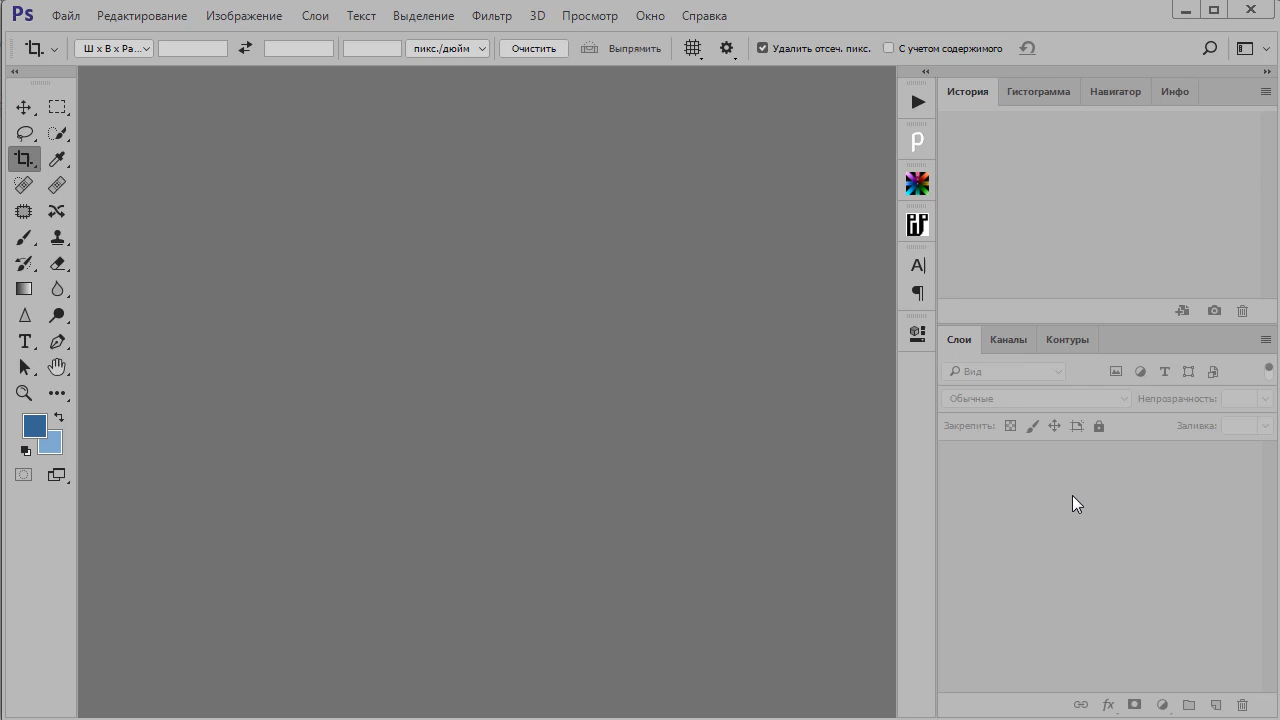 Ps Файл Редактирование Изображение Слои Текст Выделение Фильтр 3D Просмотр Окно Справка
Ш x В x Ра... пикс./дюйм Очистить Выпрямить Удалить отсеч. пикс. С учетом содержимого
История Гистограмма Навигатор Инфо
Слои Каналы Контуры
Вид
Обычные Непрозрачность:
Закрепить: Заливка:
fx